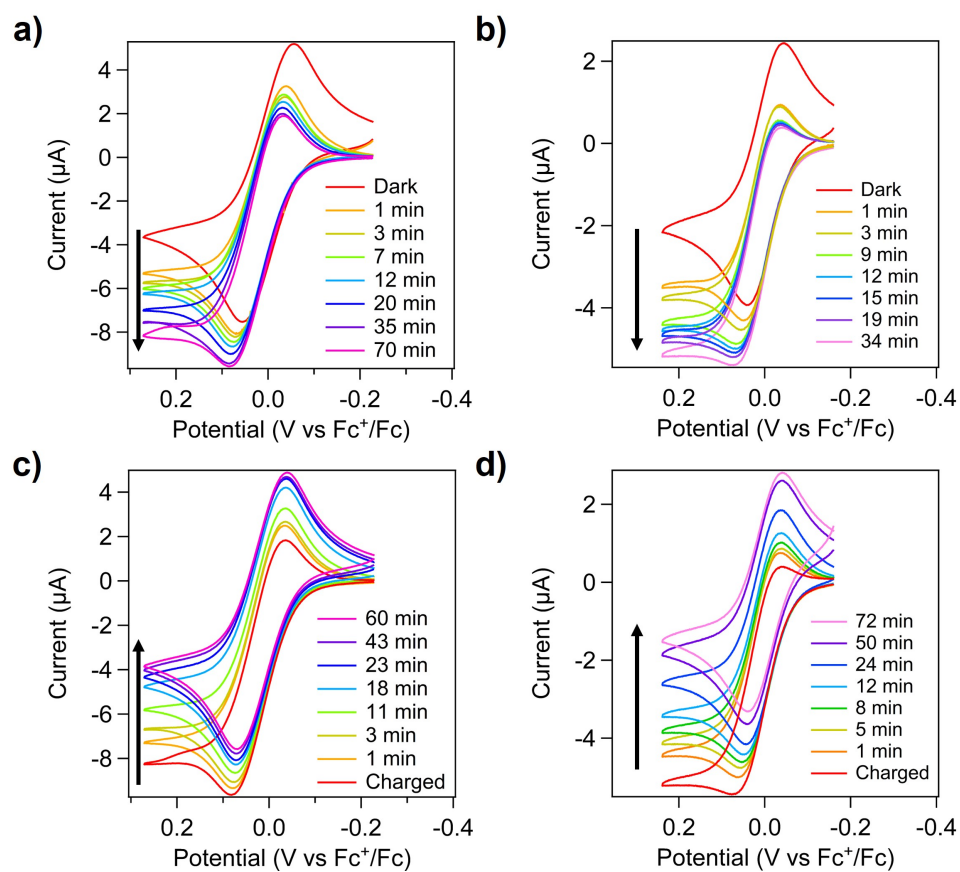 a)
4
2
0
-2
-4
-6
-8
Current (µA)
Dark
1 min
3 min
7 min
12 min
20 min
35 min
70 min
0.2 0.0 -0.2 -0.4
Potential (V vs Fc⁺/Fc)
b)
2
0
-2
-4
Current (µA)
Dark
1 min
3 min
9 min
12 min
15 min
19 min
34 min
0.2 0.0 -0.2 -0.4
Potential (V vs Fc⁺/Fc)
c)
4
2
0
-2
-4
-6
-8
Current (µA)
60 min
43 min
23 min
18 min
11 min
3 min
1 min
Charged
0.2 0.0 -0.2 -0.4
Potential (V vs Fc⁺/Fc)
d)
2
0
-2
-4
Current (µA)
72 min
50 min
24 min
12 min
8 min
5 min
1 min
Charged
0.2 0.0 -0.2 -0.4
Potential (V vs Fc⁺/Fc)